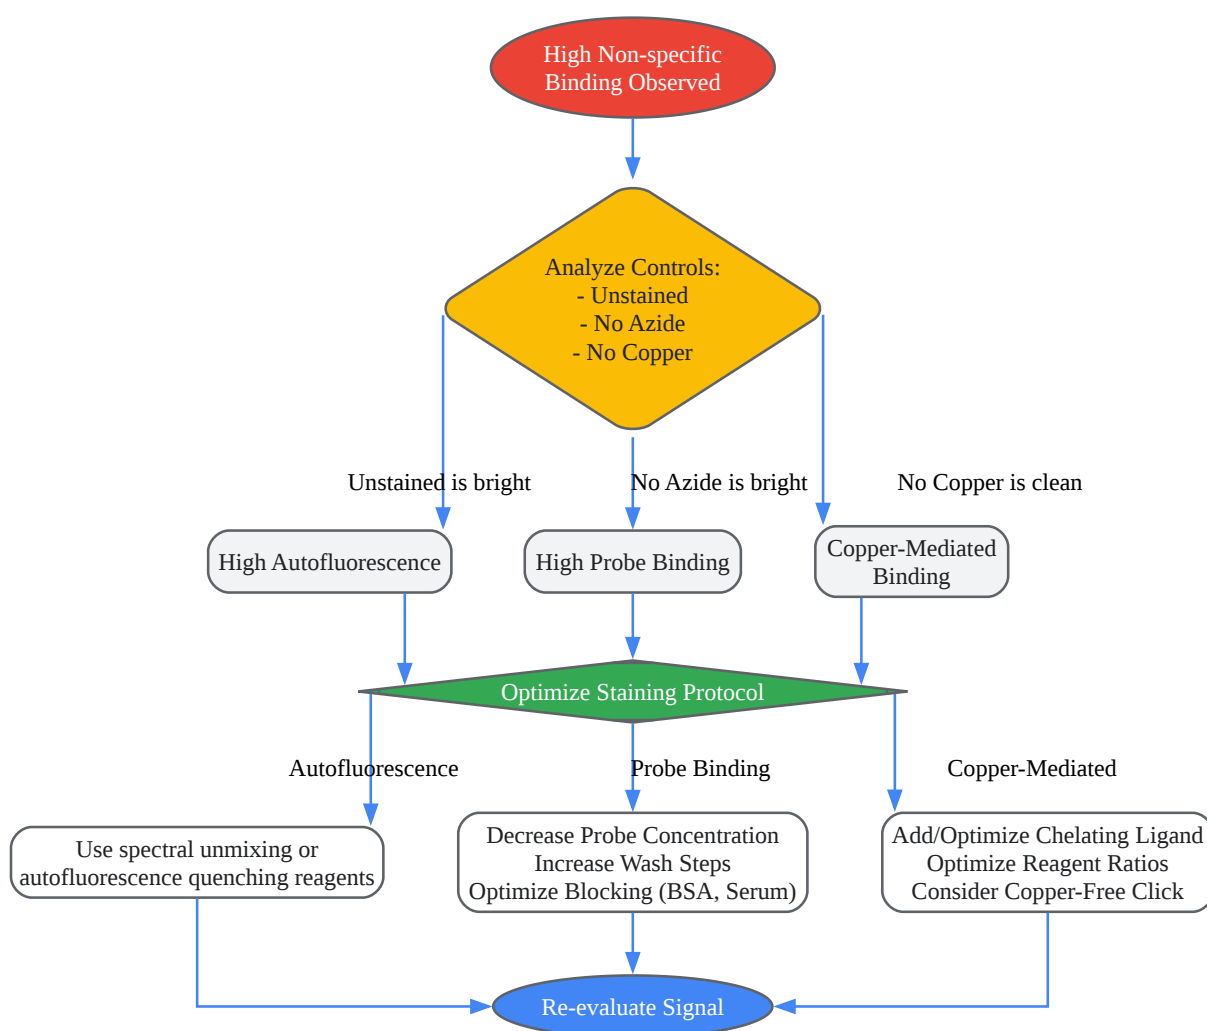 High Non-specific
Binding Observed
Analyze Controls:
- Unstained
- No Azide
- No Copper
Unstained is bright
No Azide is bright
No Copper is clean
High Autofluorescence
High Probe Binding
Copper-Mediated
Binding
Optimize Staining Protocol
Autofluorescence
Probe Binding
Copper-Mediated
Use spectral unmixing or
autofluorescence quenching reagents
Decrease Probe Concentration
Increase Wash Steps
Optimize Blocking (BSA, Serum)
Add/Optimize Chelating Ligand
Optimize Reagent Ratios
Consider Copper-Free Click
Re-evaluate Signal